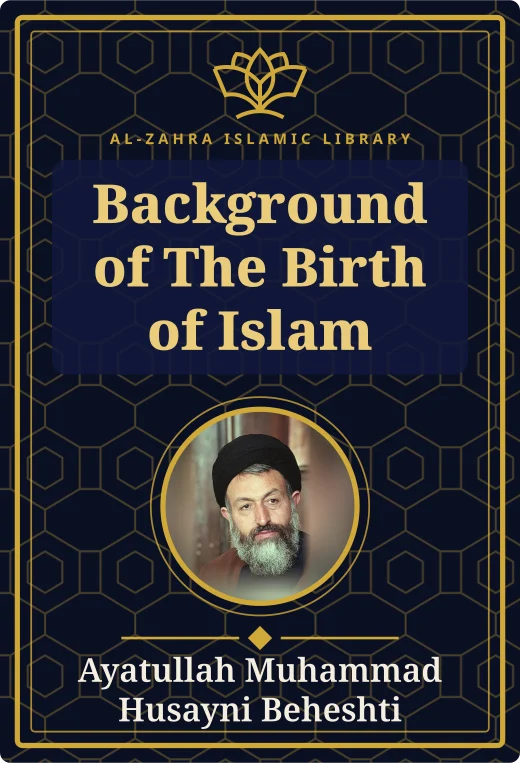 AL-ZAHRA ISLAMIC LIBRARY
Background
of The Birth
of Islam
Ayatullah Muhammad
Husayni Beheshti